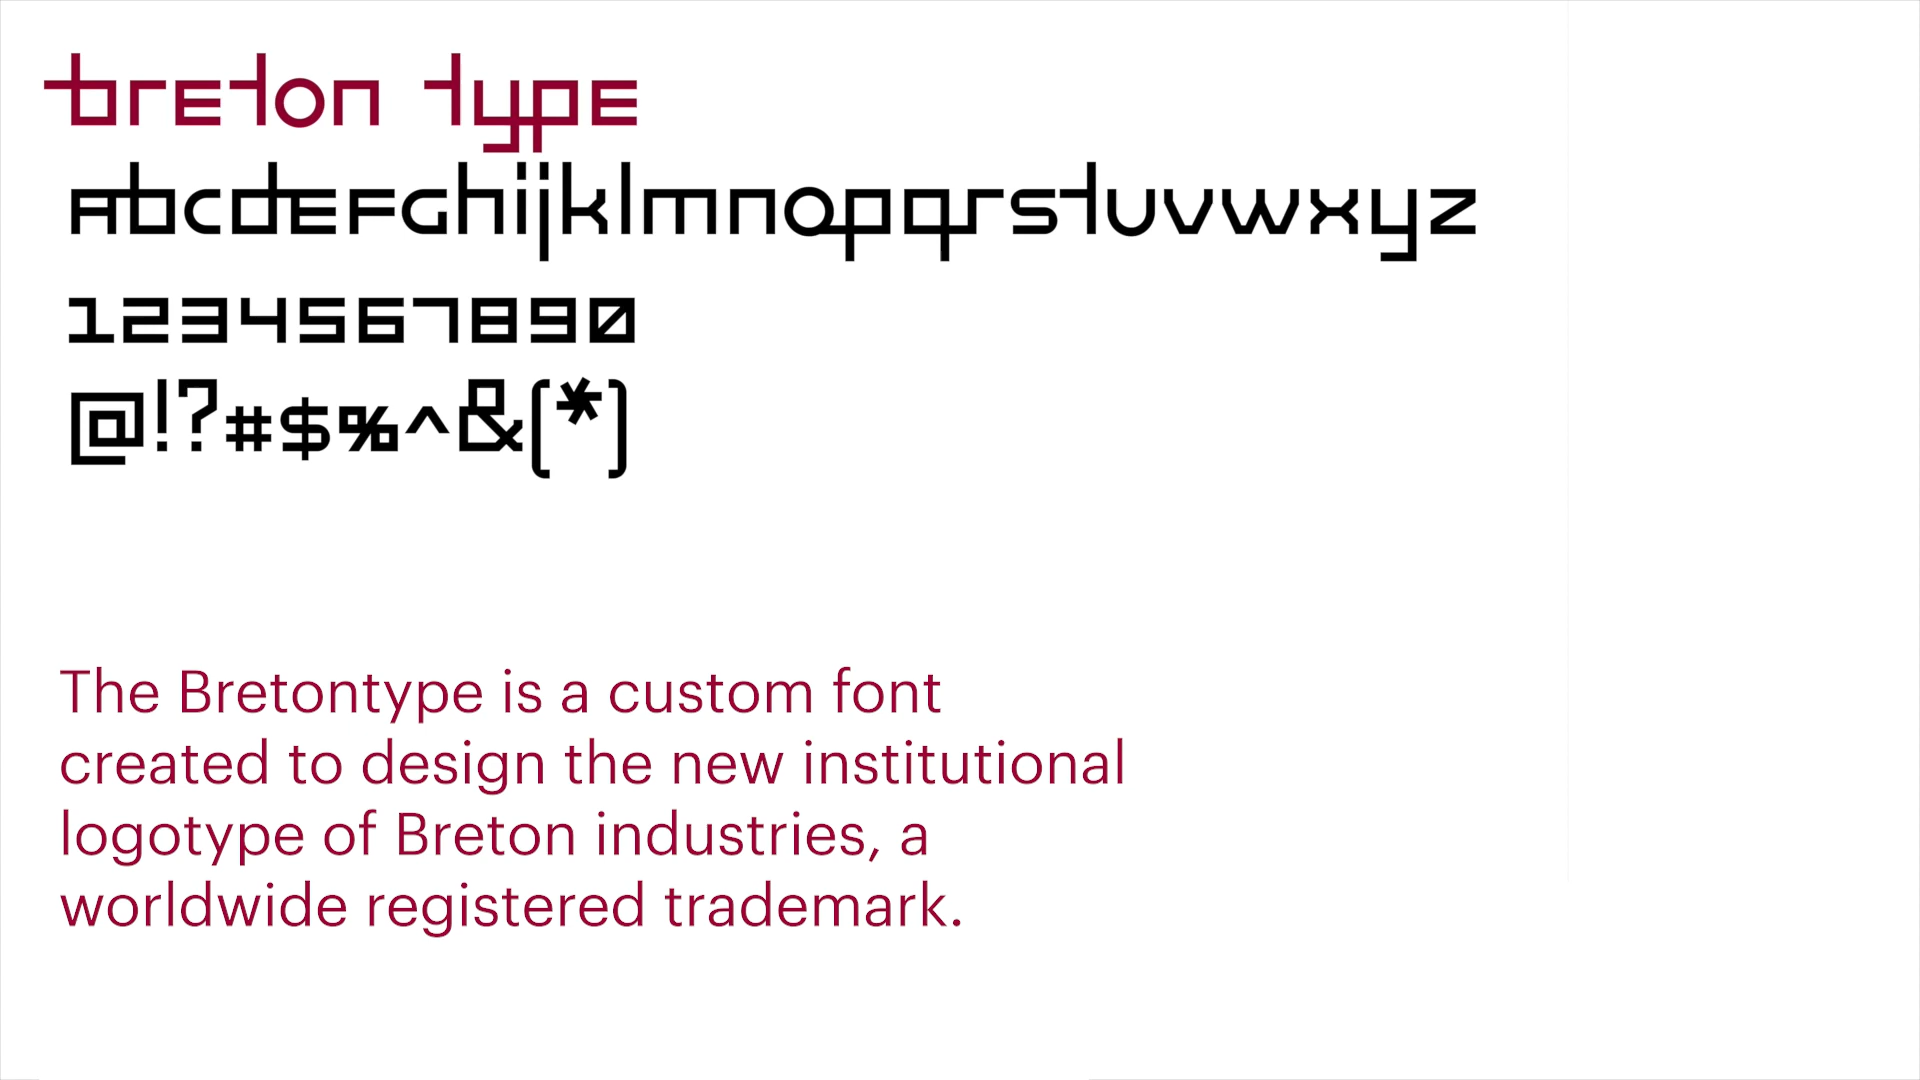 breton type
abcdefghijklmnopqrstuvwxyz
1234567890
@!?#$%^&(*)
The Bretontype is a custom font
created to design the new institutional
logotype of Breton industries, a
worldwide registered trademark.